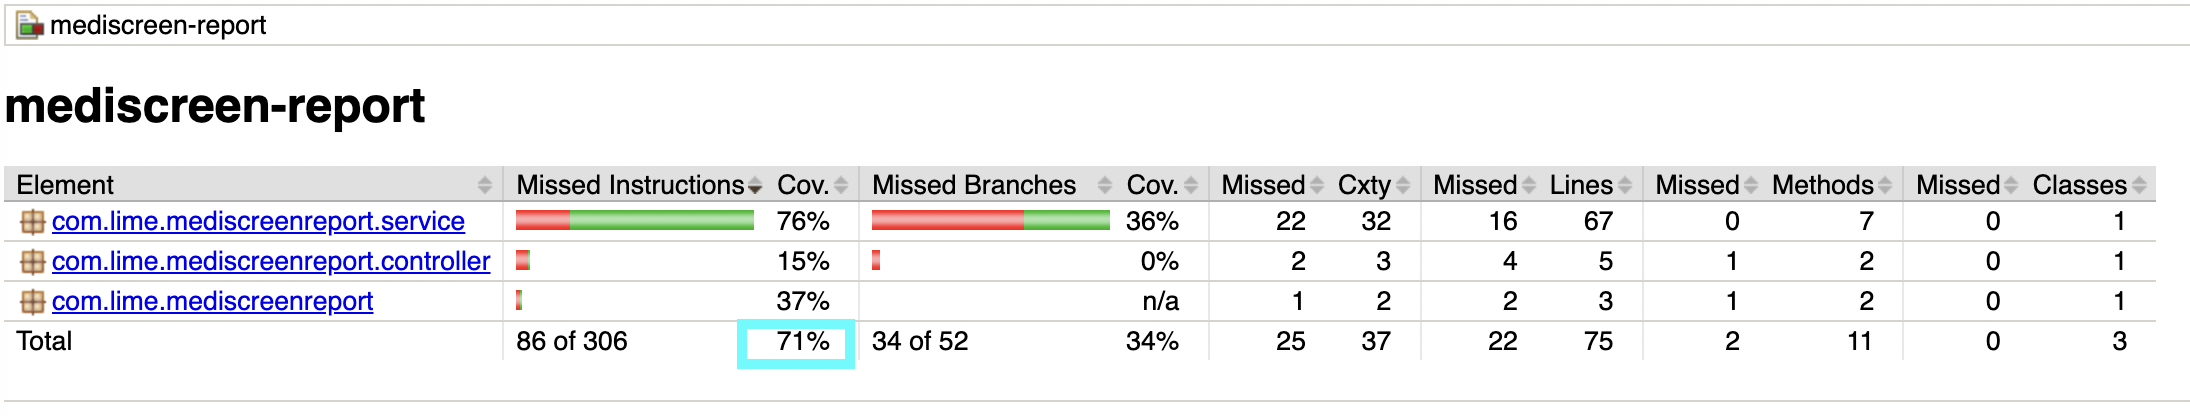 mediscreen-report
mediscreen-report
Element Missed Instructions Cov. Missed Branches Cov. Missed Cxty Missed Lines Missed Methods Missed Classes
com.lime.mediscreenreport.service 76% 36% 22 32 16 67 0 7 0 1
com.lime.mediscreenreport.controller 15% 0% 2 3 4 5 1 2 0 1
com.lime.mediscreenreport 37% n/a 1 2 2 3 1 2 0 1
Total 86 of 306 71% 34 of 52 34% 25 37 22 75 2 11 0 3